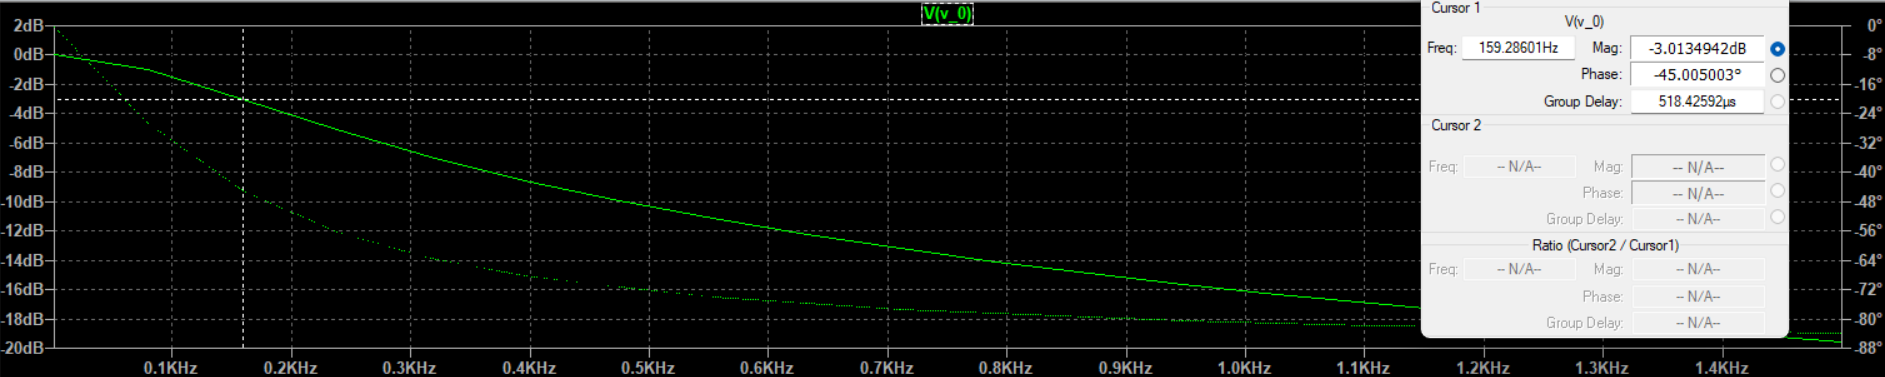 V(v_0)
2dB
0dB
-2dB
-4dB
-6dB
-8dB
-10dB
-12dB
-14dB
-16dB
-18dB
-20dB
0.1KHz 0.2KHz 0.3KHz 0.4KHz 0.5KHz 0.6KHz 0.7KHz 0.8KHz 0.9KHz 1.0KHz 1.1KHz 1.2KHz 1.3KHz 1.4KHz
Cursor 1
V(v_0)
Freq: 159.28601Hz Mag: -3.0134942dB
Phase: -45.005003°
Group Delay: 518.42592µs
Cursor 2
Freq: -- N/A-- Mag: -- N/A--
Phase: -- N/A--
Group Delay: -- N/A--
Ratio (Cursor2 / Cursor1)
Freq: -- N/A-- Mag: -- N/A--
Phase: -- N/A--
Group Delay: -- N/A--
0°
-8°
-16°
-24°
-32°
-40°
-48°
-56°
-64°
-72°
-80°
-88°